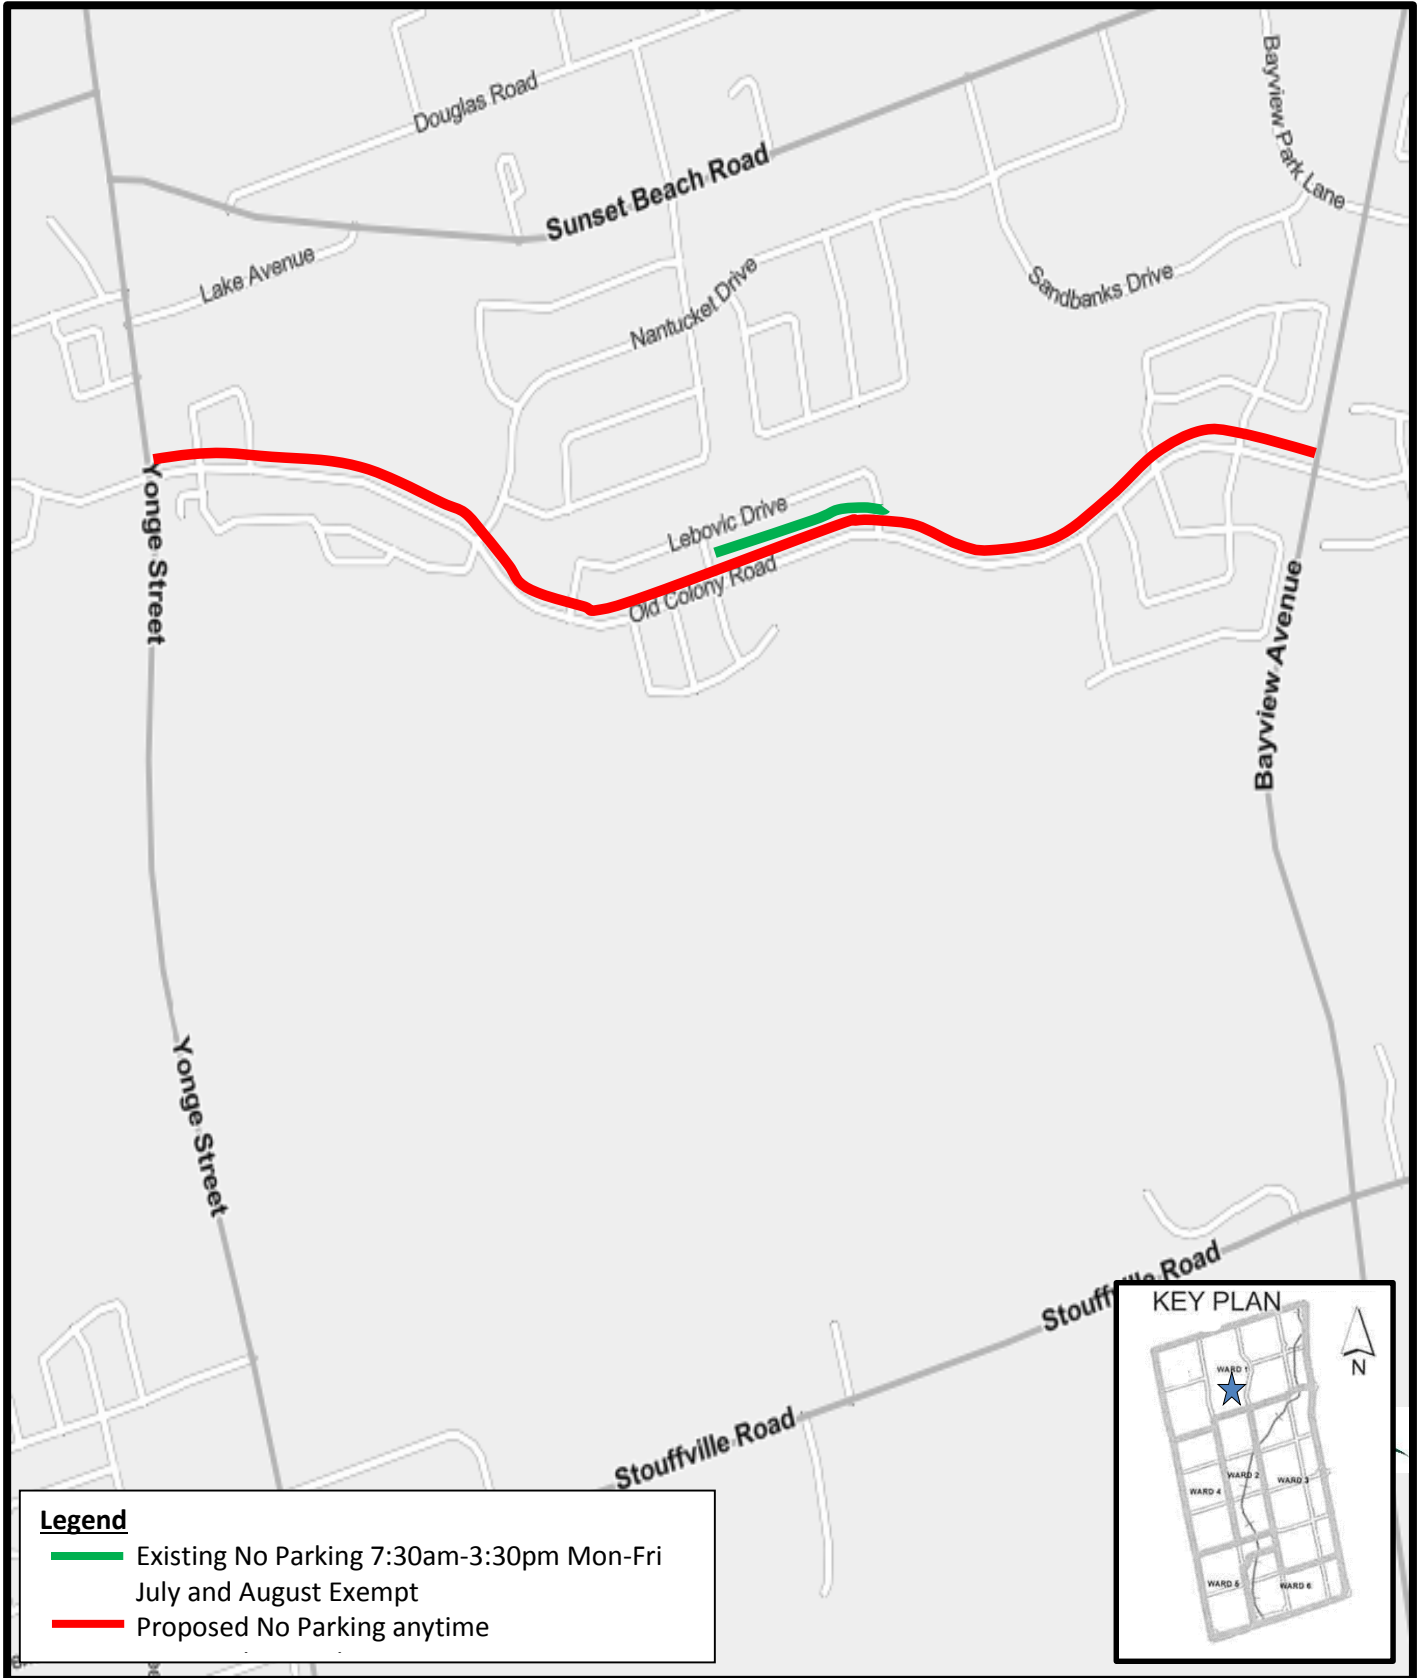 Douglas Road
Bayview Park Lane
Sunset Beach Road
Lake Avenue
Nantucket Drive
Sandbanks Drive
Yonge Street
Lebovic Drive
Old Colony Road
Bayview Avenue
Yonge Street
Stouffville Road
Stouffville Road
KEY PLAN
N
WARD 1
WARD 2
WARD 3
WARD 4
WARD 5
WARD 6
Legend
Existing No Parking 7:30am-3:30pm Mon-Fri
July and August Exempt
Proposed No Parking anytime